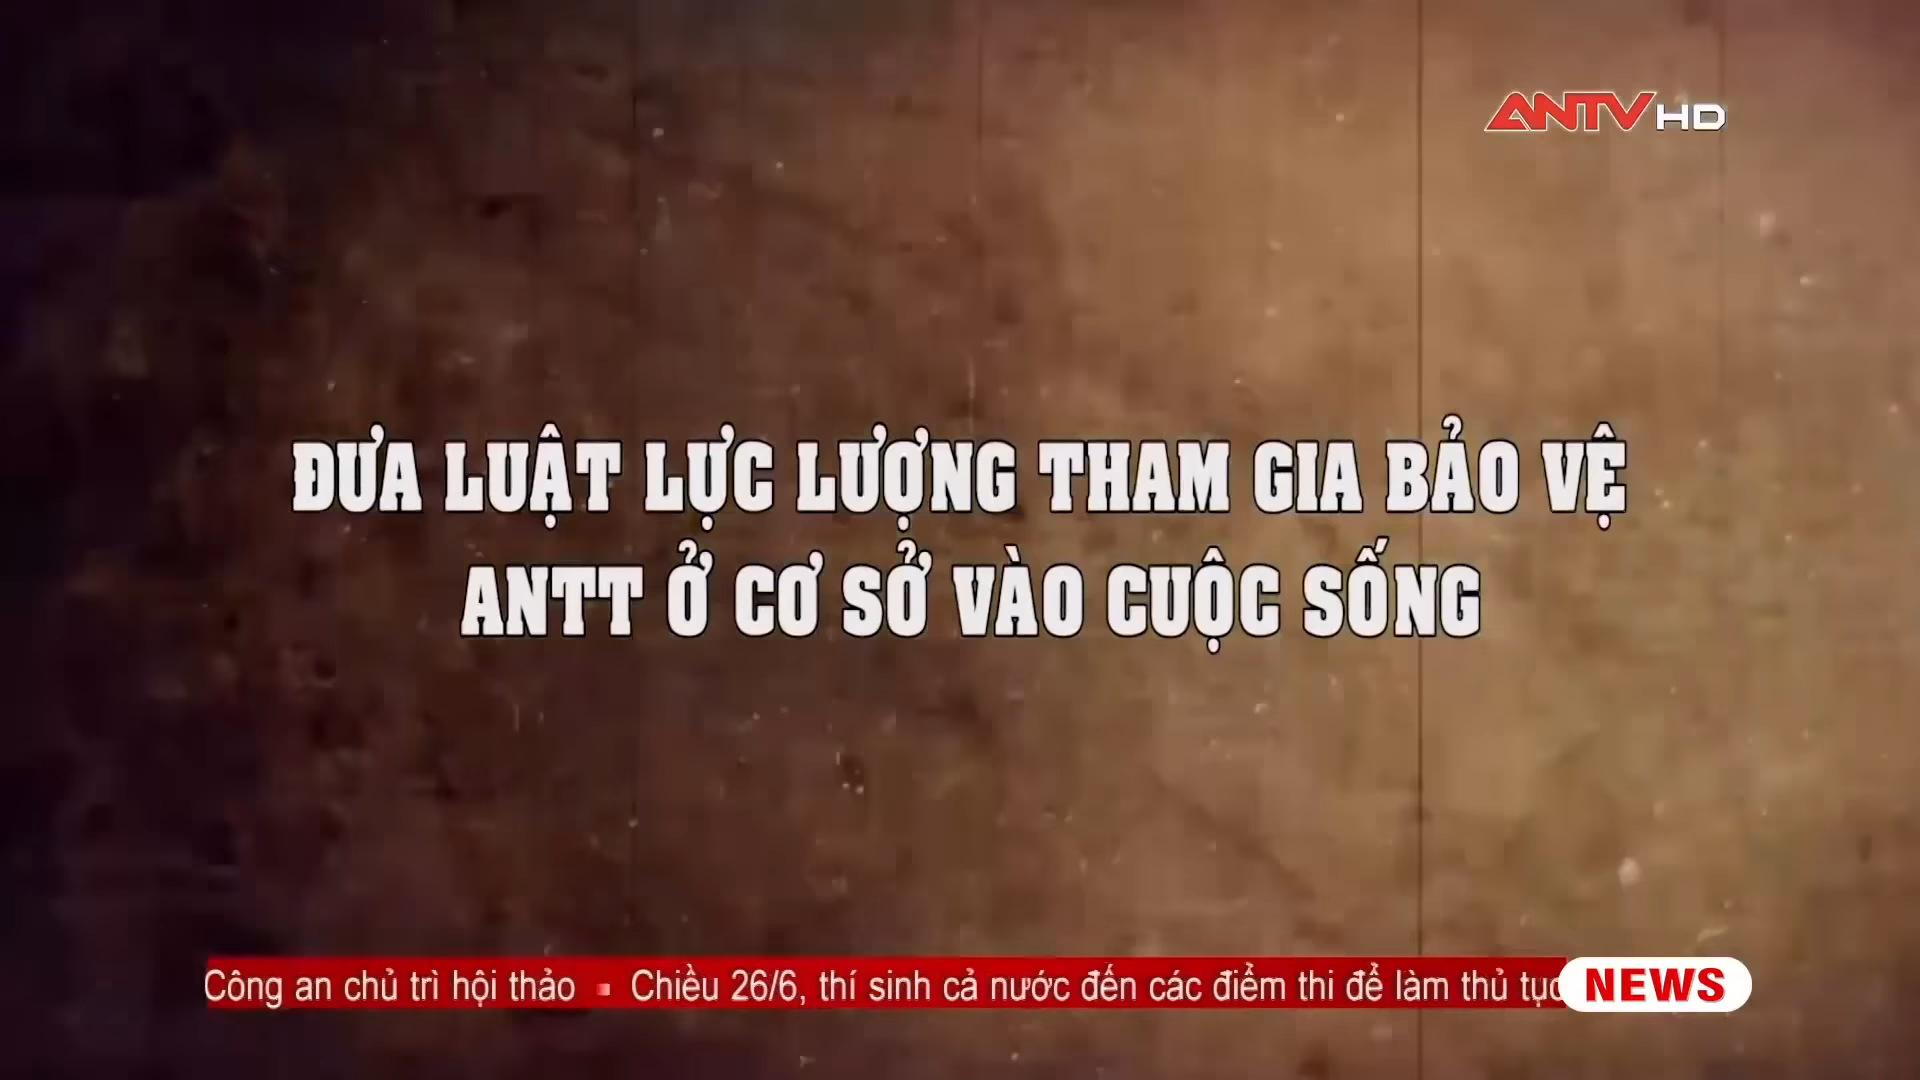 ANTV HD
ĐƯA LUẬT LỰC LƯỢNG THAM GIA BẢO VỆ
ANTT Ở CƠ SỞ VÀO CUỘC SỐNG
Công an chủ trì hội thảo ▪ Chiều 26/6, thí sinh cả nước đến các điểm thi để làm thủ tục NEWS